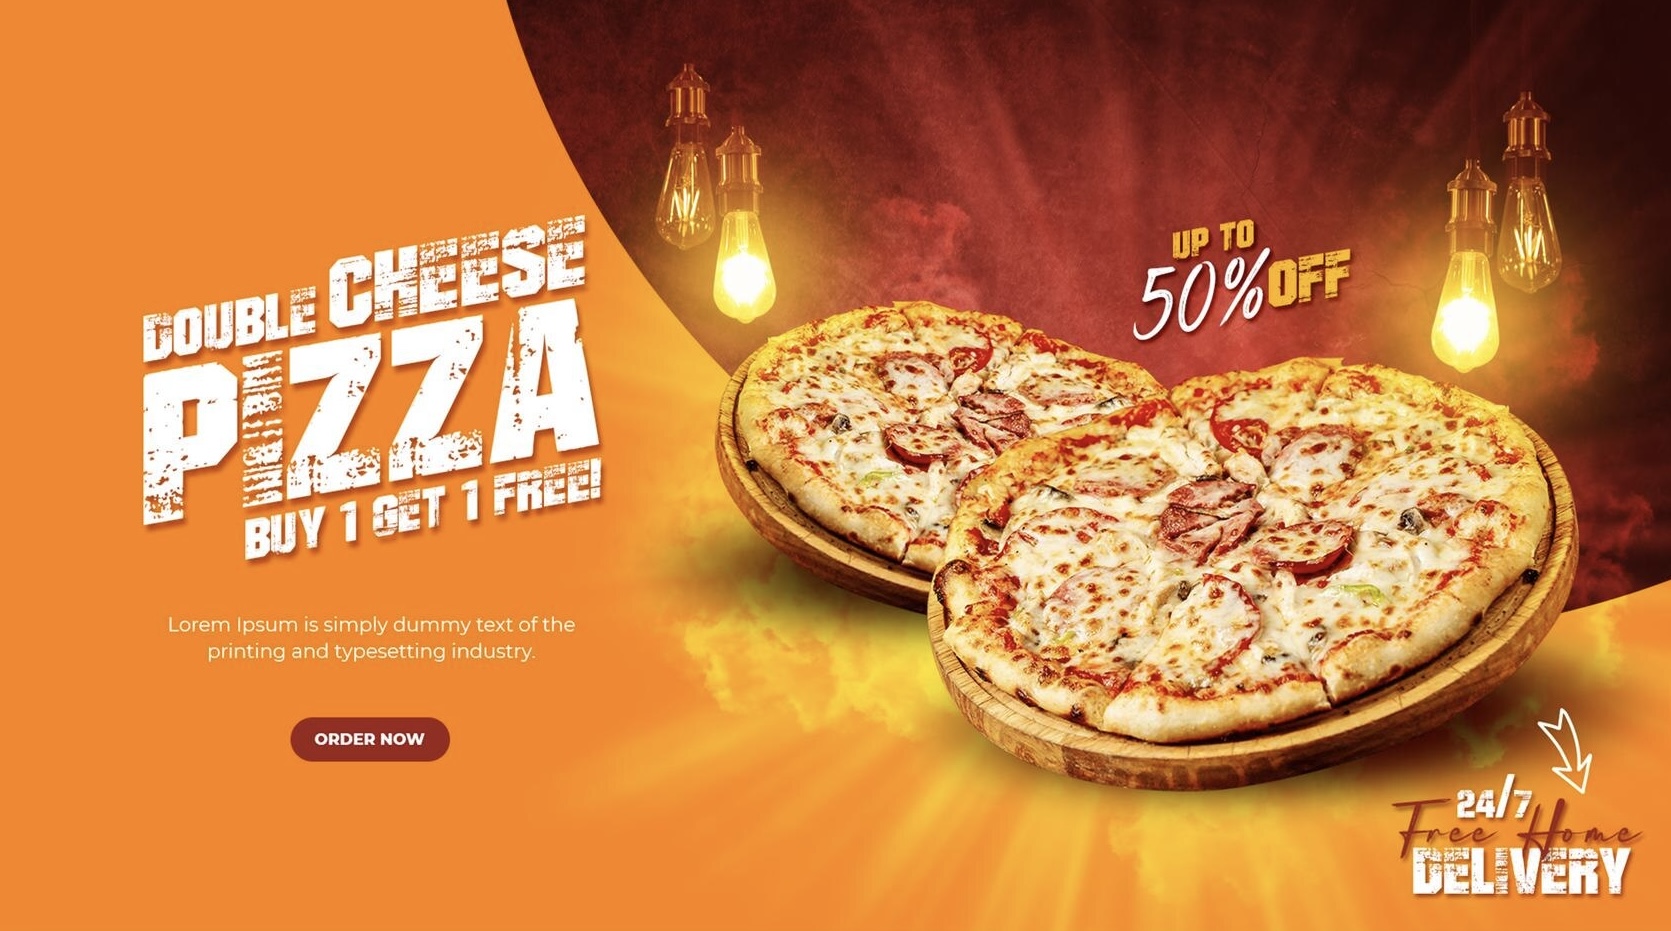 DOUBLE CHEESE
PIZZA
BUY 1 GET 1 FREE!
Lorem Ipsum is simply dummy text of the
printing and typesetting industry.
ORDER NOW
UP TO
50% OFF
24/7
Free Home
DELIVERY